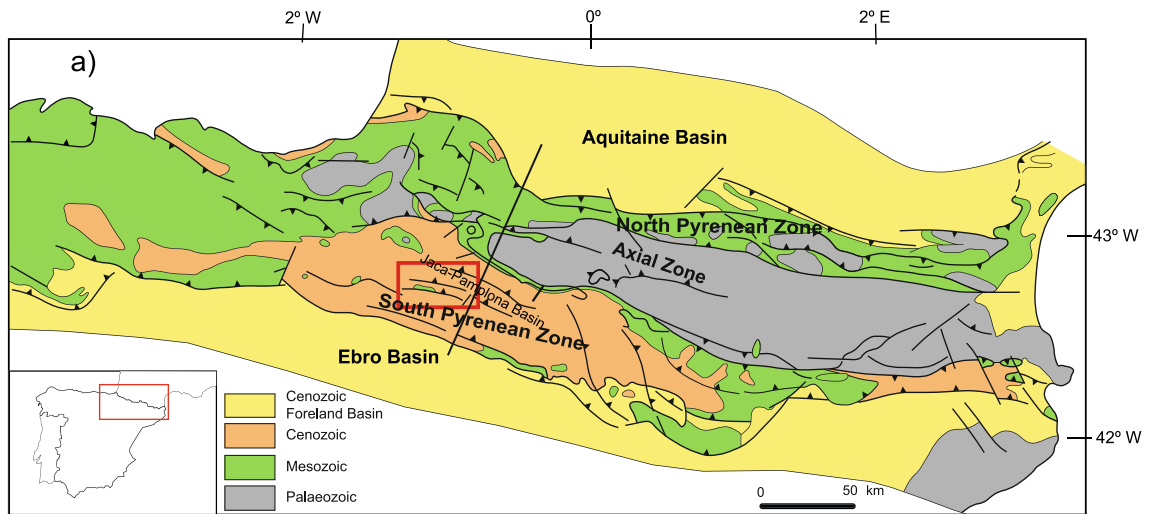 2º W
0º
2º E
a)
Aquitaine Basin
North Pyrenean Zone
43º W
Axial Zone
Jaca-Pamplona Basin
South Pyrenean Zone
Ebro Basin
Cenozoic
Foreland Basin
Cenozoic
Mesozoic
Palaeozoic
42º W
0 50 km